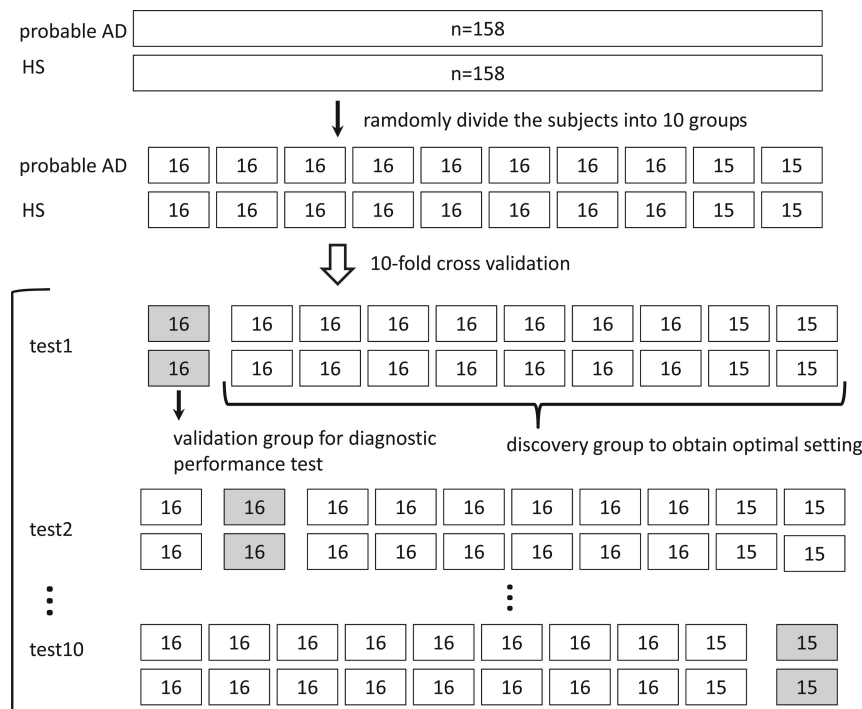 probable AD n=158
HS n=158
ramdomly divide the subjects into 10 groups
probable AD 16 16 16 16 16 16 16 16 15 15
HS 16 16 16 16 16 16 16 16 15 15
10-fold cross validation
test1
16 16 16 16 16 16 16 16 15 15
16 16 16 16 16 16 16 16 15 15
validation group for diagnostic
performance test
discovery group to obtain optimal setting
test2
16 16 16 16 16 16 16 16 15 15
16 16 16 16 16 16 16 16 15 15
test10
16 16 16 16 16 16 16 16 15 15
16 16 16 16 16 16 16 16 15 15